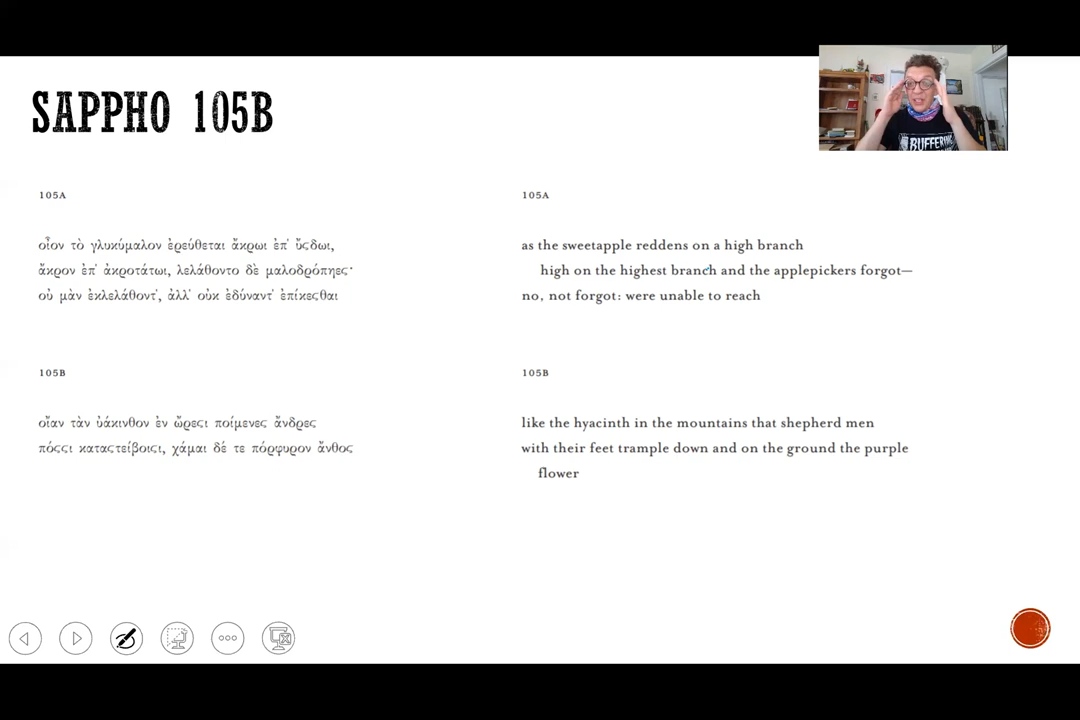 SAPPHO 105B
BUFFERING
105A
οἶον τὸ γλυκύμαλον ἐρεύθεται ἄκρωι ἐπ' ὔϲδωι,
ἄκρον ἐπ' ἀκροτάτωι, λελάθοντο δὲ μαλοδρόπηεϲ·
οὐ μὰν ἐκλελάθοντ', ἀλλ' οὐκ ἐδύναντ' ἐπίκεϲθαι
105B
οἴαν τὰν ὐάκινθον ἐν ὤρεϲι ποίμενεϲ ἄνδρεϲ
πόϲϲι καταϲτείβοιϲι, χάμαι δέ τε πόρφυρον ἄνθοϲ
105A
as the sweetapple reddens on a high branch
high on the highest branch and the applepickers forgot—
no, not forgot: were unable to reach
105B
like the hyacinth in the mountains that shepherd men
with their feet trample down and on the ground the purple
flower